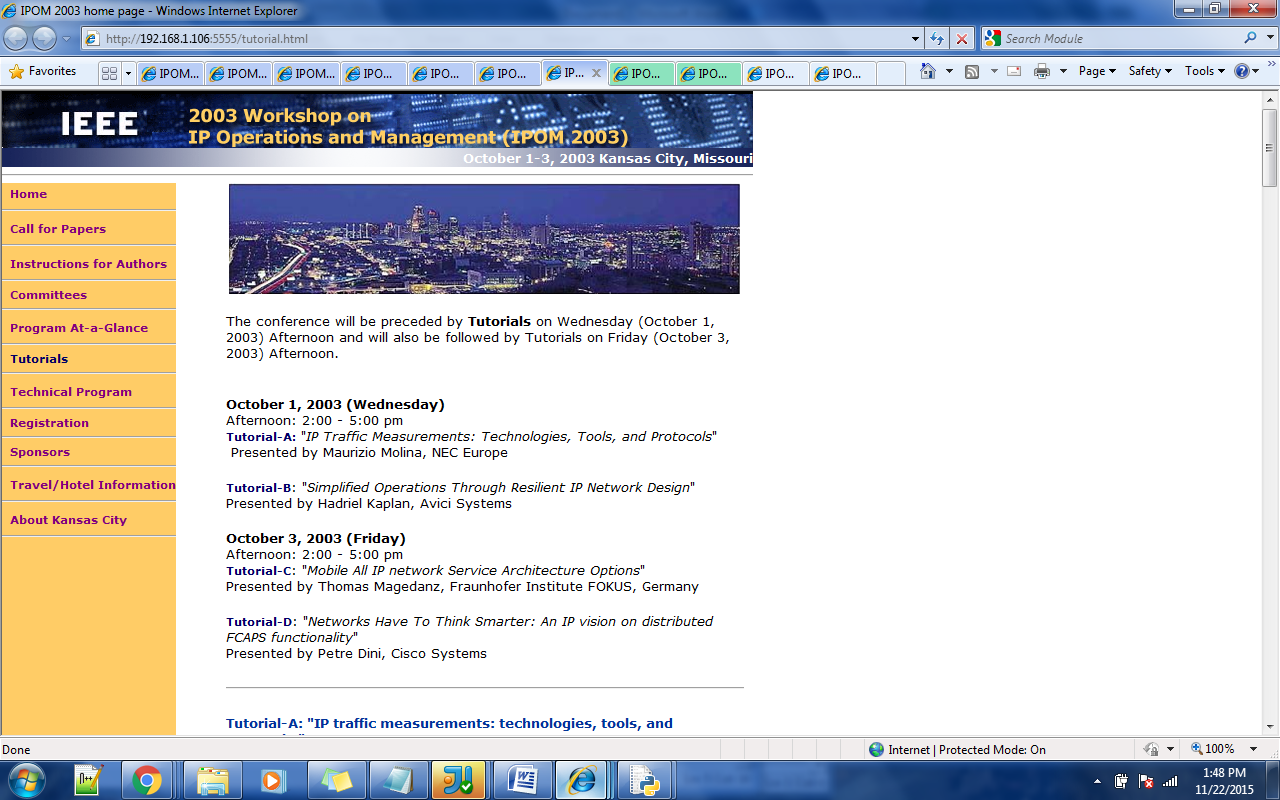 IPOM 2003 home page - Windows Internet Explorer
http://192.168.1.106:5555/tutorial.html
Search Module
Favorites
IPOM...
IPOM...
IPOM...
IPO...
IPO...
IPO...
IP...
IPO...
IPO...
IPO...
IPO...
Page
Safety
Tools
IEEE
2003 Workshop on
IP Operations and Management (IPOM 2003)
October 1-3, 2003 Kansas City, Missouri
Home
Call for Papers
Instructions for Authors
Committees
Program At-a-Glance
Tutorials
Technical Program
Registration
Sponsors
Travel/Hotel Information
About Kansas City
The conference will be preceded by Tutorials on Wednesday (October 1,
2003) Afternoon and will also be followed by Tutorials on Friday (October 3,
2003) Afternoon.
October 1, 2003 (Wednesday)
Afternoon: 2:00 - 5:00 pm
Tutorial-A: "IP Traffic Measurements: Technologies, Tools, and Protocols"
Presented by Maurizio Molina, NEC Europe
Tutorial-B: "Simplified Operations Through Resilient IP Network Design"
Presented by Hadriel Kaplan, Avici Systems
October 3, 2003 (Friday)
Afternoon: 2:00 - 5:00 pm
Tutorial-C: "Mobile All IP network Service Architecture Options"
Presented by Thomas Magedanz, Fraunhofer Institute FOKUS, Germany
Tutorial-D: "Networks Have To Think Smarter: An IP vision on distributed
FCAPS functionality"
Presented by Petre Dini, Cisco Systems
Tutorial-A: "IP traffic measurements: technologies, tools, and
Done
Internet | Protected Mode: On
100%
1:48 PM
11/22/2015